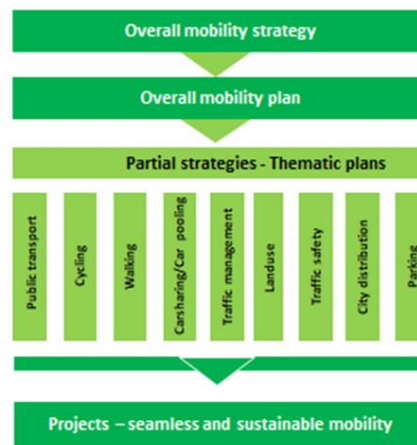 Overall mobility strategy
Overall mobility plan
Partial strategies - Thematic plans
Public transport
Cycling
Walking
Carsharing/Car pooling
Traffic management
Landuse
Traffic safety
City distribution
Parking
Projects – seamless and sustainable mobility